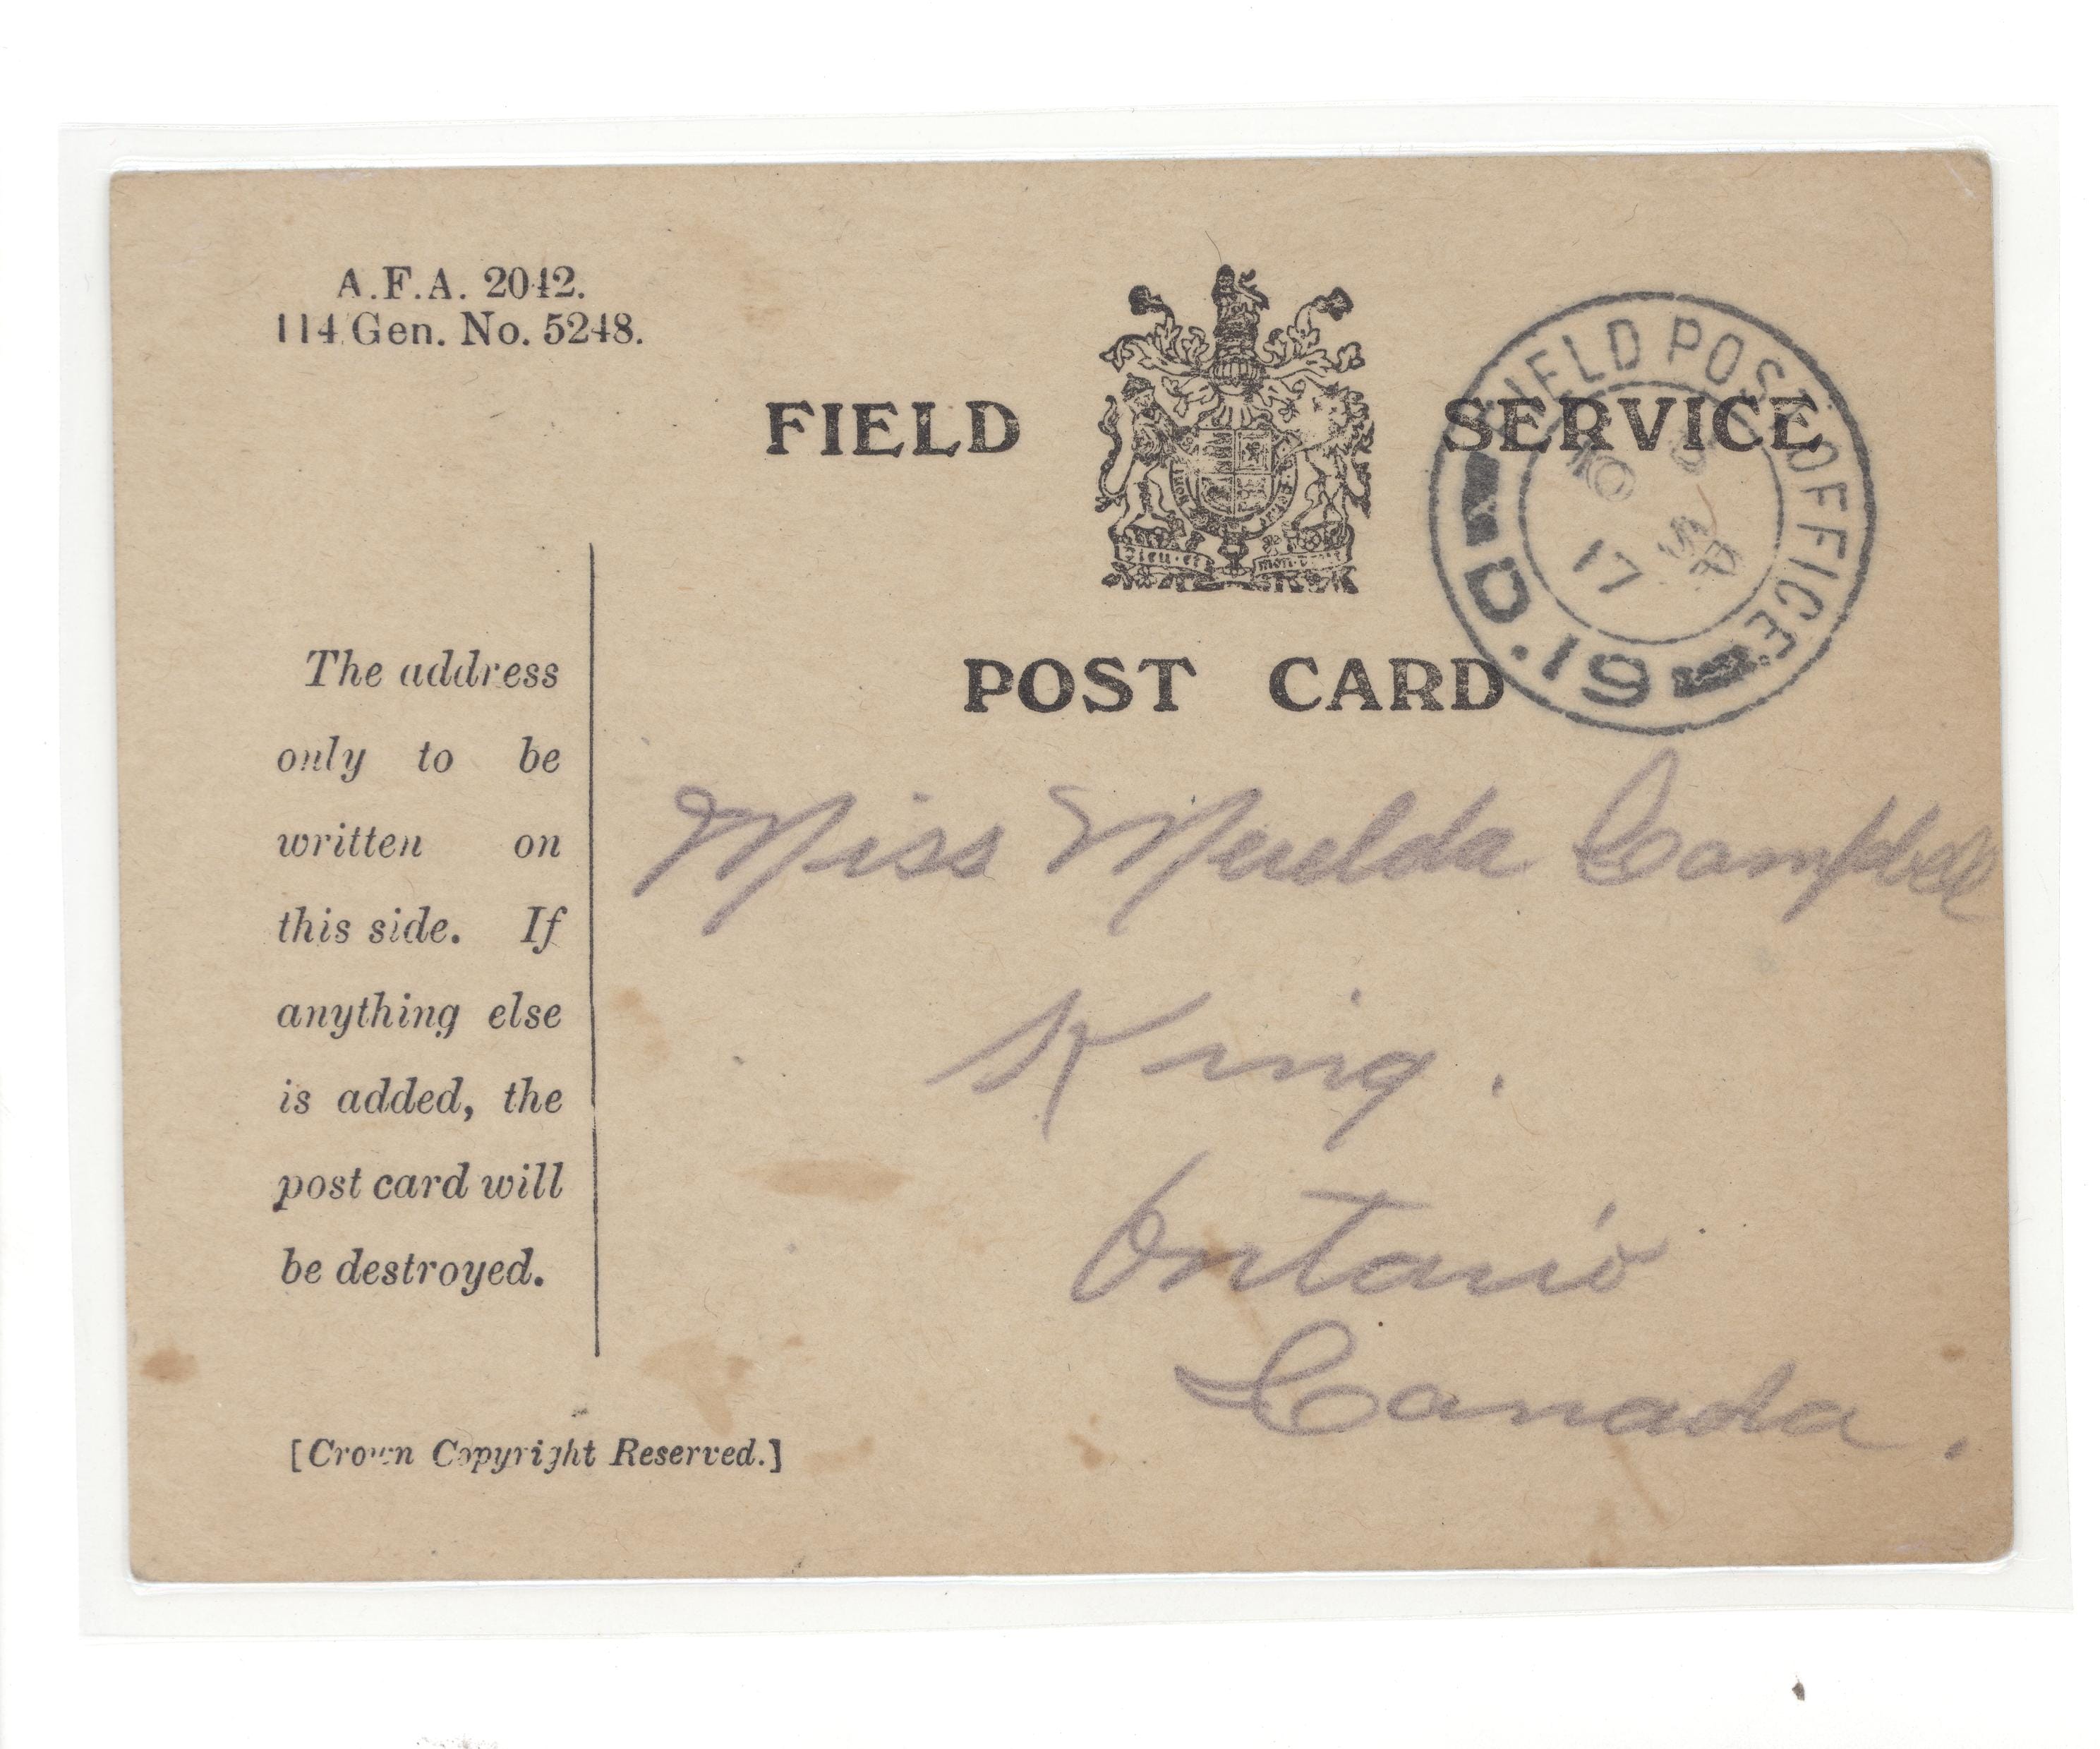 A.F.A. 2042.
114 Gen. No. 5248.
FIELD SERVICE
POST CARD
FIELD POST OFFICE
D.19
17
The address
only to be
written on
this side. If
anything else
is added, the
post card will
be destroyed.
Miss Merelda Campbell
King.
Ontario
Canada.
[Crown Copyright Reserved.]